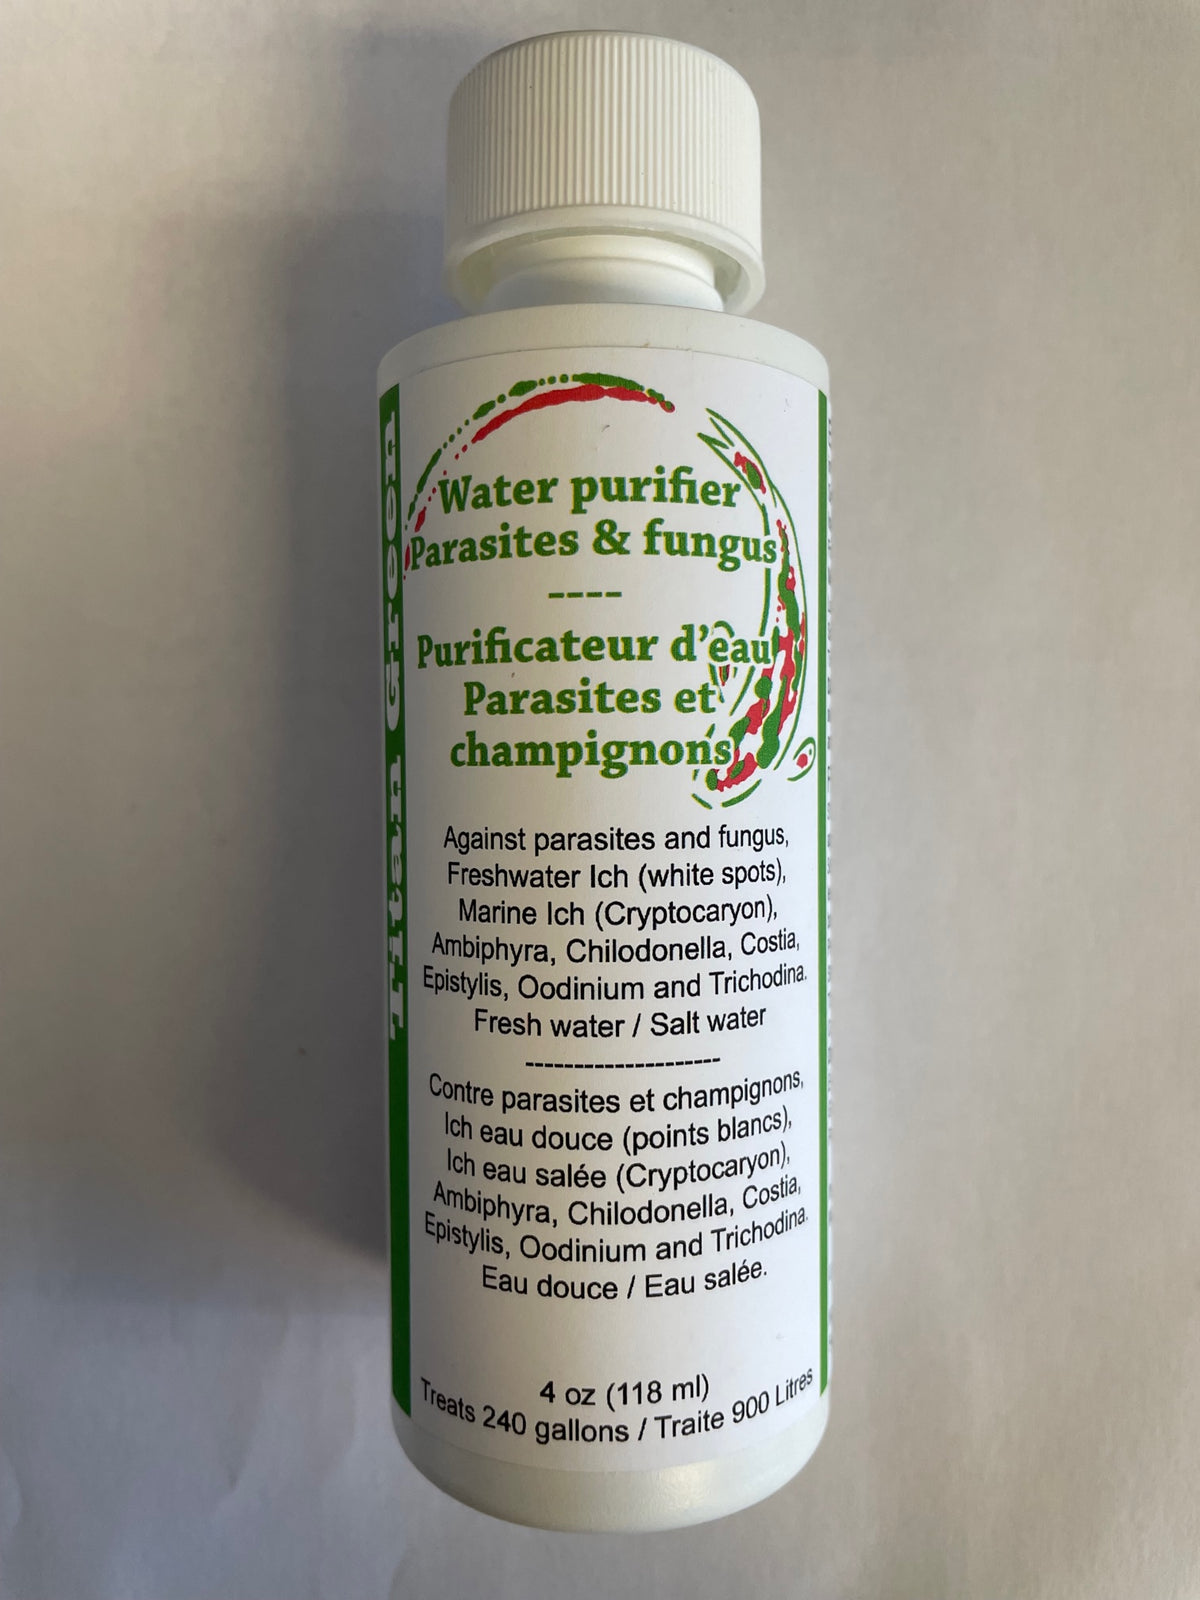 Titan Green
Water purifier
Parasites & fungus
----
Purificateur d'eau
Parasites et
champignons
Against parasites and fungus,
Freshwater Ich (white spots),
Marine Ich (Cryptocaryon),
Ambiphyra, Chilodonella, Costia,
Epistylis, Oodinium and Trichodina.
Fresh water / Salt water
--------------------
Contre parasites et champignons,
Ich eau douce (points blancs),
Ich eau salée (Cryptocaryon),
Ambiphyra, Chilodonella, Costia,
Epistylis, Oodinium and Trichodina.
Eau douce / Eau salée.
4 oz (118 ml)
Treats 240 gallons / Traite 900 Litres